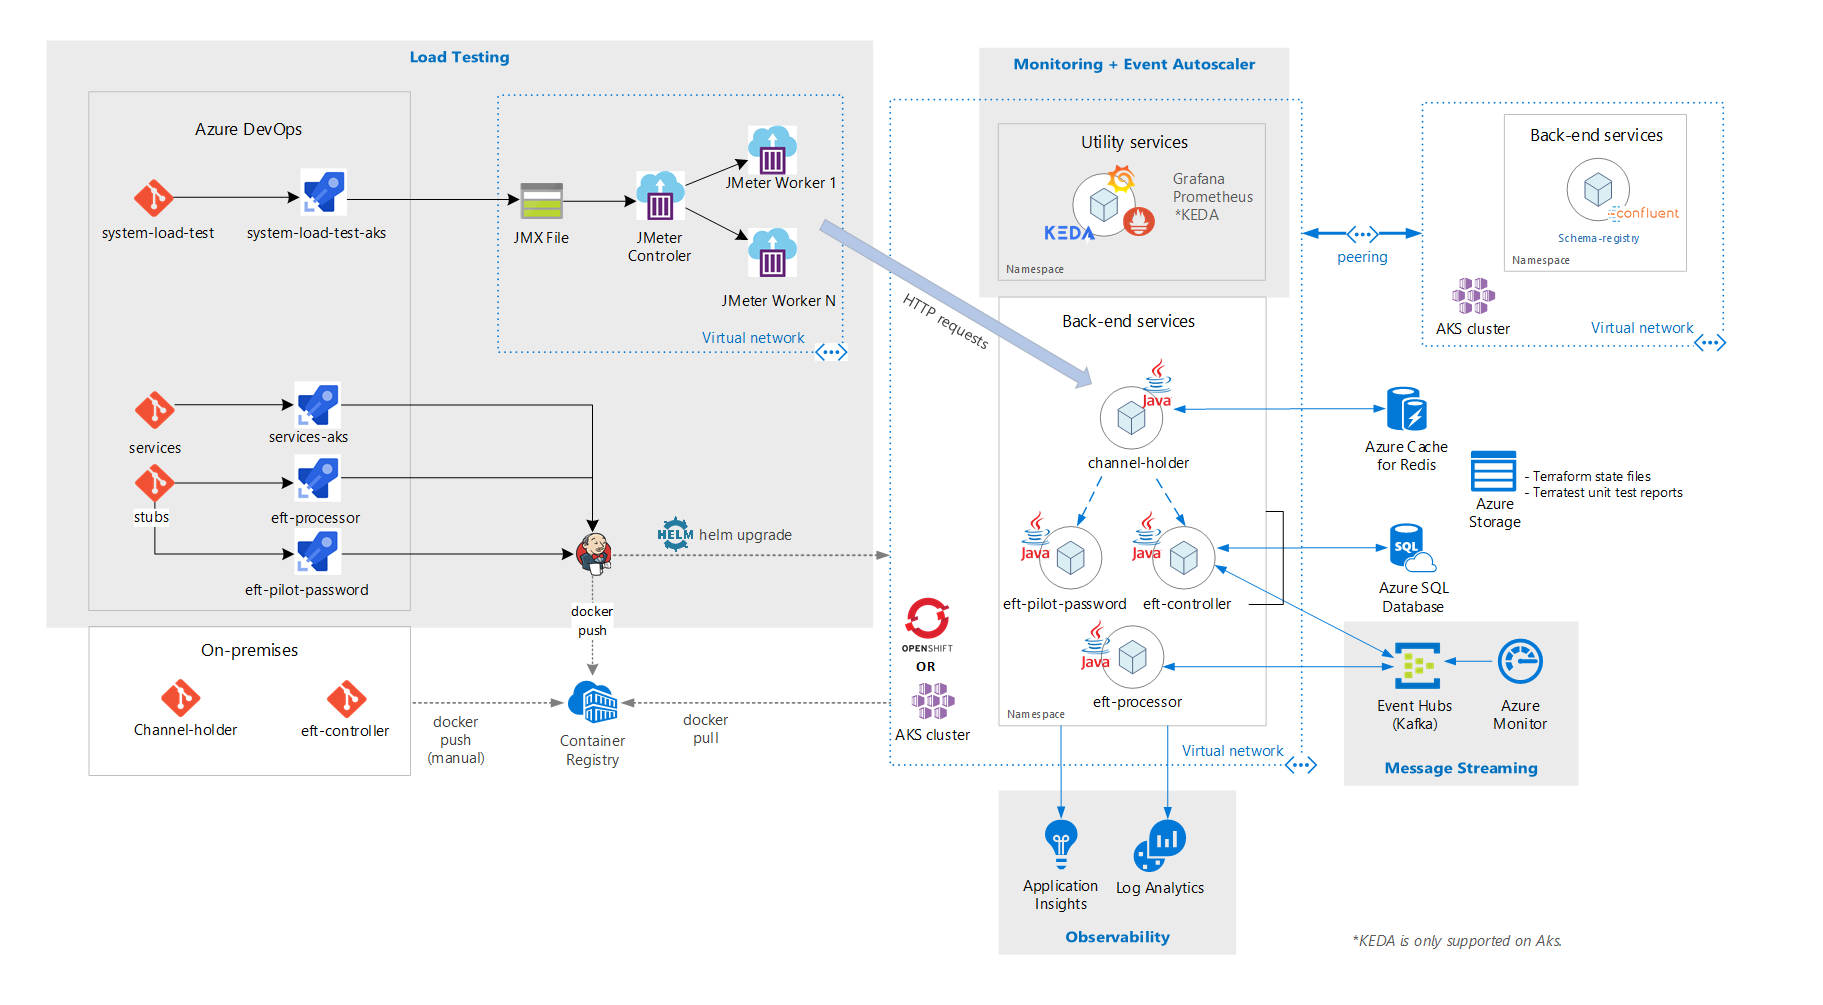 Load Testing
Azure DevOps
system-load-test
system-load-test-aks
JMX File
JMeter
Controler
JMeter Worker 1
JMeter Worker N
Virtual network
services
services-aks
stubs
eft-processor
eft-pilot-password
HELM
helm upgrade
docker
push
On-premises
Channel-holder
eft-controller
docker
push
(manual)
Container
Registry
docker
pull
HTTP requests
Monitoring + Event Autoscaler
Utility services
Grafana
Prometheus
*KEDA
KEDA
Namespace
Back-end services
Java
channel-holder
Java
eft-pilot-password
Java
eft-controller
Java
eft-processor
Namespace
OPENSHIFT
OR
AKS cluster
Virtual network
peering
Back-end services
confluent
Schema-registry
Namespace
AKS cluster
Virtual network
Azure Cache
for Redis
Azure
Storage
- Terraform state files
- Terratest unit test reports
SQL
Azure SQL
Database
Event Hubs
(Kafka)
Azure
Monitor
Message Streaming
Application
Insights
Log Analytics
Observability
*KEDA is only supported on Aks.